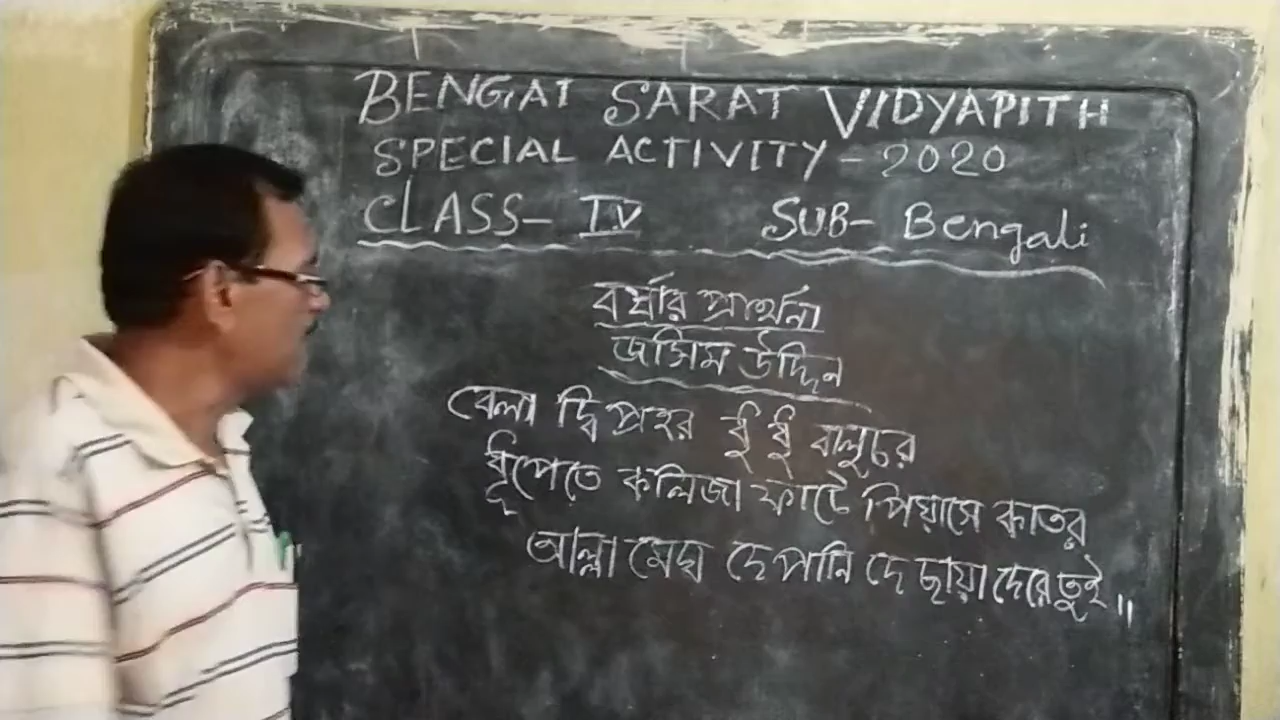 BENGAI SARAT VIDYAPITH
SPECIAL ACTIVITY - 2020
CLASS - IV SUB - Bengali
বর্ষার প্রার্থনা
জসিম উদ্দিন
বেলা দ্বি প্রহর ধু ধু বালুচর
ধূপেতে কলিজা ফাটে পিয়াসে কাতর
আল্লা মেঘ দে পানি দে ছায়া দেরে তুই ॥